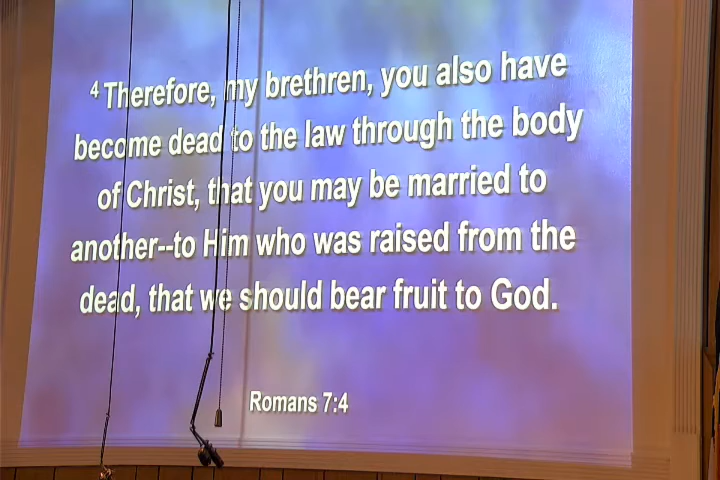 4 Therefore, my brethren, you also have
become dead to the law through the body
of Christ, that you may be married to
another--to Him who was raised from the
dead, that we should bear fruit to God.
Romans 7:4